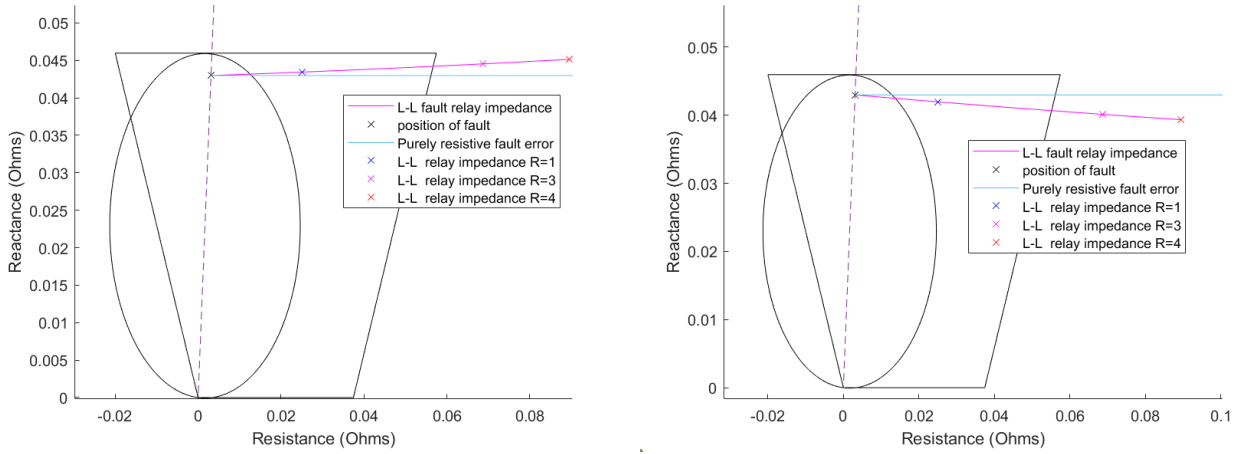 0.05
0.045
0.04
0.035
0.03
0.025
0.02
0.015
0.01
0.005
0
Reactance (Ohms)
-0.02 0 0.02 0.04 0.06 0.08
Resistance (Ohms)
L-L fault relay impedance
position of fault
Purely resistive fault error
L-L relay impedance R=1
L-L relay impedance R=3
L-L relay impedance R=4
0.05
0.04
0.03
0.02
0.01
0
Reactance (Ohms)
-0.02 0 0.02 0.04 0.06 0.08 0.1
Resistance (Ohms)
L-L fault relay impedance
position of fault
Purely resistive fault error
L-L relay impedance R=1
L-L relay impedance R=3
L-L relay impedance R=4